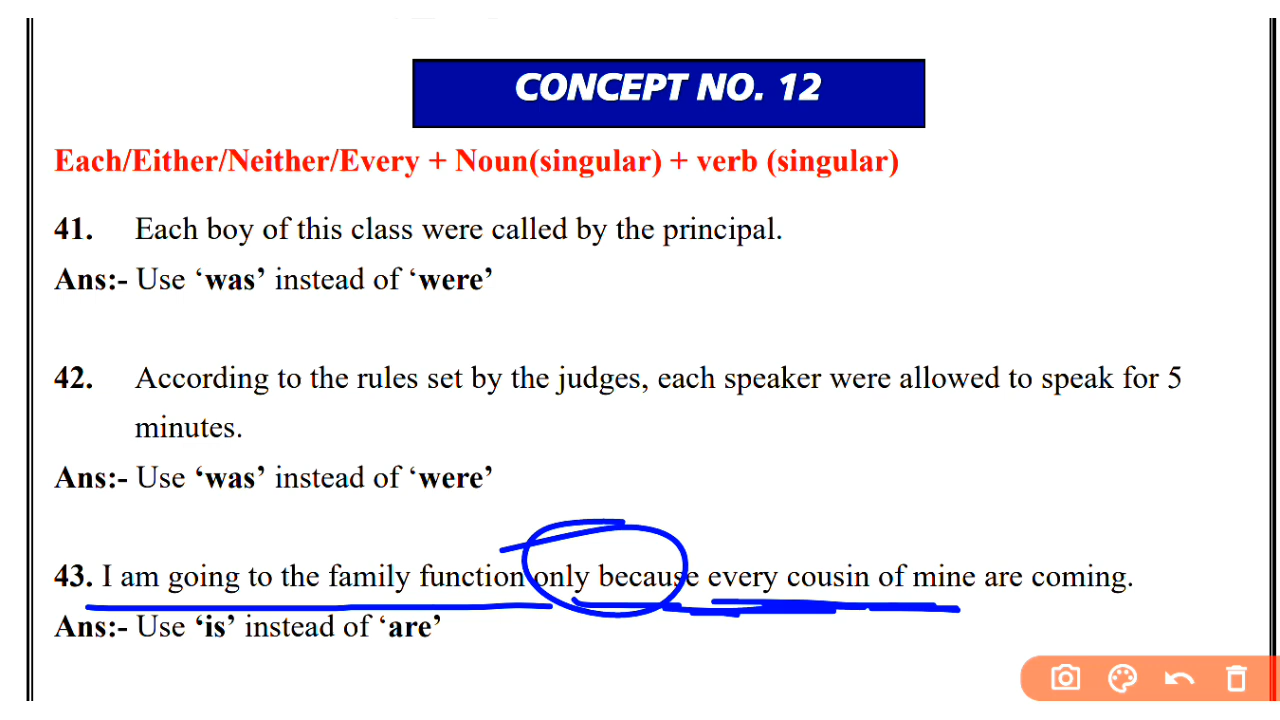 CONCEPT NO. 12
Each/Either/Neither/Every + Noun(singular) + verb (singular)
41. Each boy of this class were called by the principal.
Ans:- Use ‘was’ instead of ‘were’
42. According to the rules set by the judges, each speaker were allowed to speak for 5
minutes.
Ans:- Use ‘was’ instead of ‘were’
43. I am going to the family function only because every cousin of mine are coming.
Ans:- Use ‘is’ instead of ‘are’